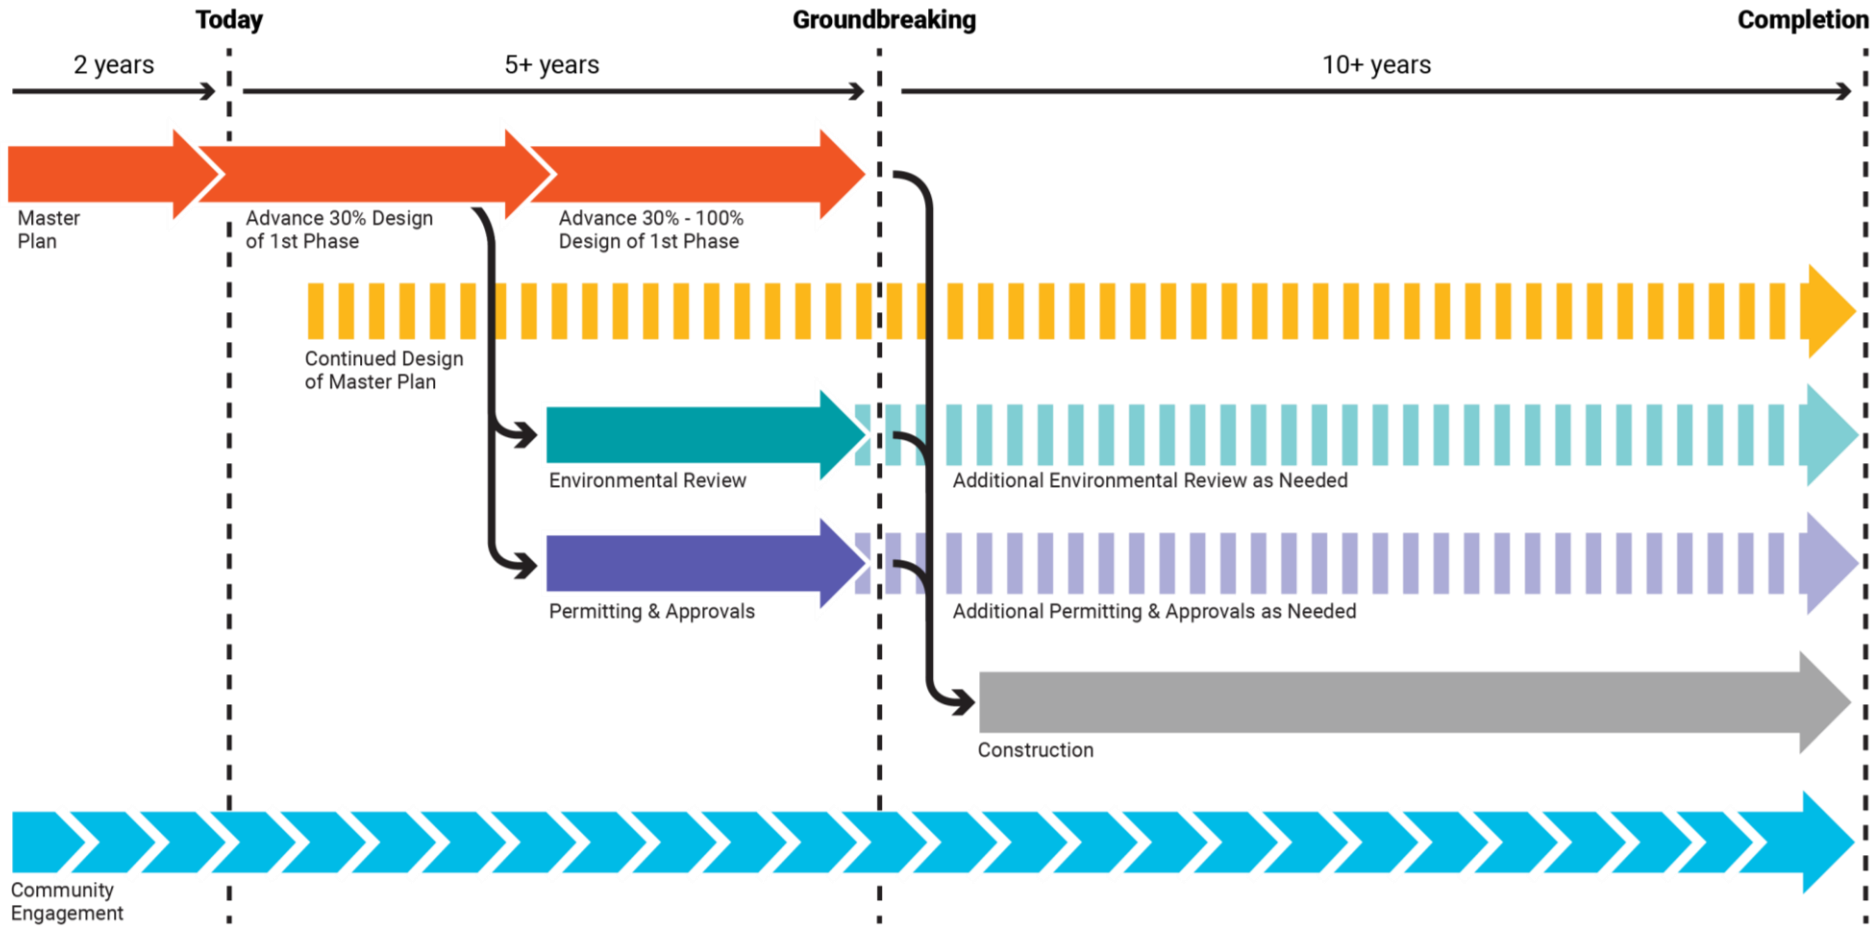 Today
Groundbreaking
Completion
2 years
5+ years
10+ years
Master
Plan
Advance 30% Design
of 1st Phase
Advance 30% - 100%
Design of 1st Phase
Continued Design
of Master Plan
Environmental Review
Additional Environmental Review as Needed
Permitting & Approvals
Additional Permitting & Approvals as Needed
Construction
Community
Engagement